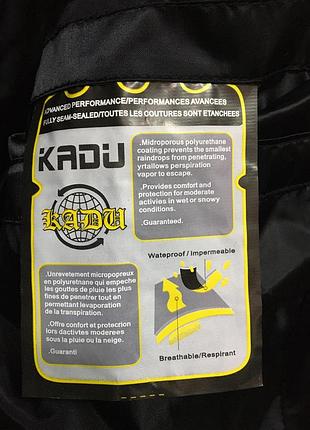 ADVANCED PERFORMANCE/PERFORMANCES AVANCEES
FULLY SEAM-SEALED/TOUTES LES COUTURES SONT ETANCHEES
KADU
.Midroporous polyurethane
coating prevents the smallest
raindrops from penetrating,
yrtallows perspiration
vapor to escape.
.Provides comfort and
protection for moderate
activies in wet or snowy
conditions.
.Guaranteed.
KADU
Waterproof / Impermeable
.Unrevetement micropopreux
en polyuretnane qui empeche
les gouttes de pluie les plus
fines de penetrer tout en
permettant levaporation
de la transpiration.
.Offre confort et protecrion
lors dactivites moderees
sous la pluie ou la neige.
.Guaranti
Breathable/Respirant